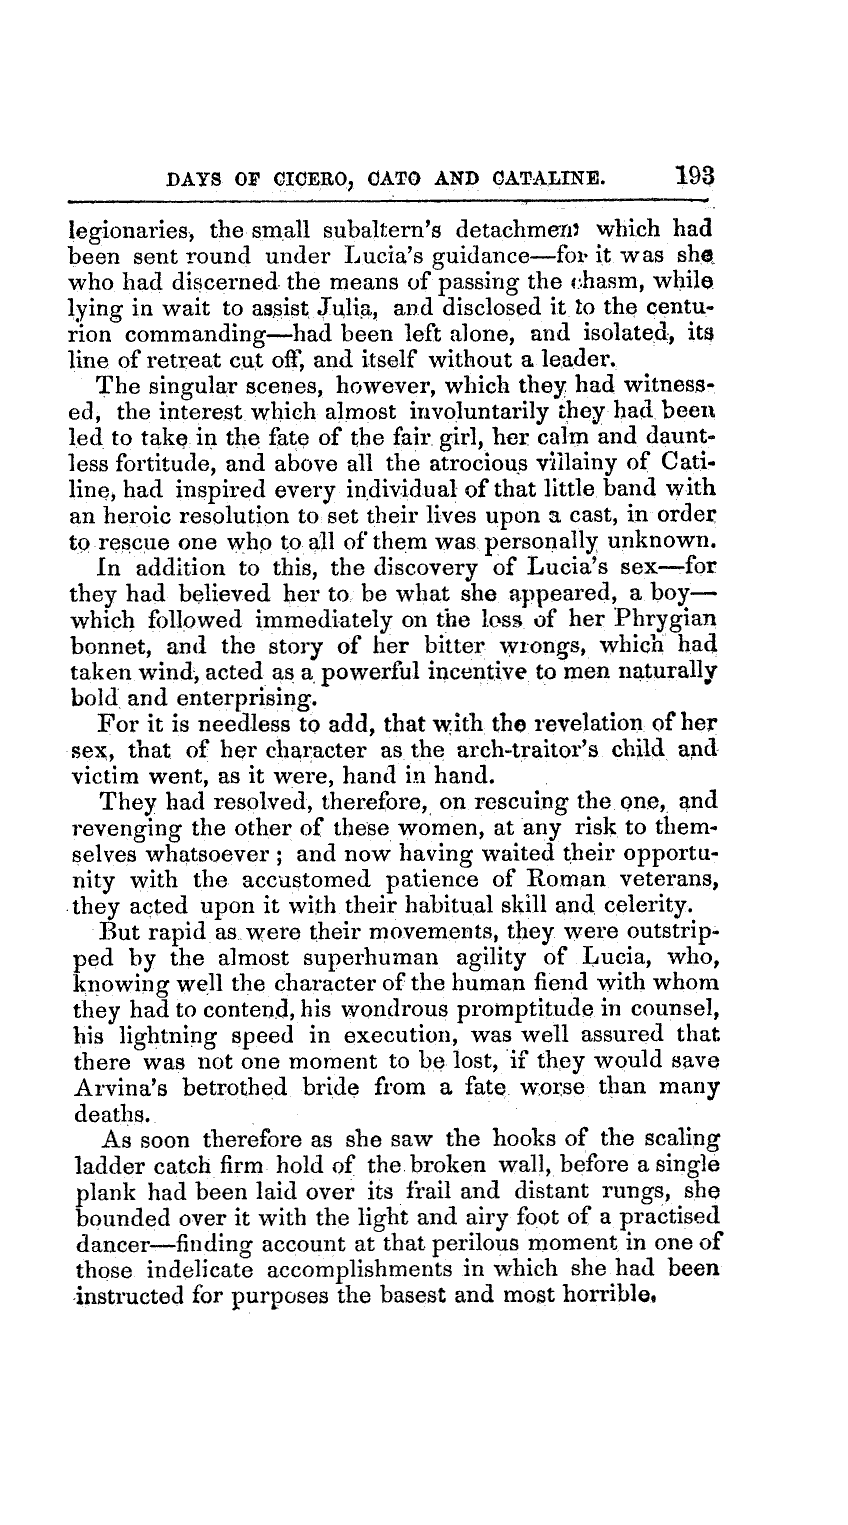 DAYS OF CICERO, CATO AND CATALINE. 193
legionaries, the small subaltern's detachment which had
been sent round under Lucia's guidance—for it was she
who had discerned the means of passing the chasm, while
lying in wait to assist Julia, and disclosed it to the centu-
rion commanding—had been left alone, and isolated, its
line of retreat cut off, and itself without a leader.
The singular scenes, however, which they had witness-
ed, the interest which almost involuntarily they had been
led to take in the fate of the fair girl, her calm and daunt-
less fortitude, and above all the atrocious villainy of Cati-
line, had inspired every individual of that little band with
an heroic resolution to set their lives upon a cast, in order
to rescue one who to all of them was personally unknown.
In addition to this, the discovery of Lucia's sex—for
they had believed her to be what she appeared, a boy—
which followed immediately on the loss of her Phrygian
bonnet, and the story of her bitter wrongs, which had
taken wind, acted as a powerful incentive to men naturally
bold and enterprising.
For it is needless to add, that with the revelation of her
sex, that of her character as the arch-traitor's child and
victim went, as it were, hand in hand.
They had resolved, therefore, on rescuing the one, and
revenging the other of these women, at any risk to them-
selves whatsoever ; and now having waited their opportu-
nity with the accustomed patience of Roman veterans,
they acted upon it with their habitual skill and celerity.
But rapid as were their movements, they were outstrip-
ped by the almost superhuman agility of Lucia, who,
knowing well the character of the human fiend with whom
they had to contend, his wondrous promptitude in counsel,
his lightning speed in execution, was well assured that
there was not one moment to be lost, if they would save
Arvina's betrothed bride from a fate worse than many
deaths.
As soon therefore as she saw the hooks of the scaling
ladder catch firm hold of the broken wall, before a single
plank had been laid over its frail and distant rungs, she
bounded over it with the light and airy foot of a practised
dancer—finding account at that perilous moment in one of
those indelicate accomplishments in which she had been
instructed for purposes the basest and most horrible.